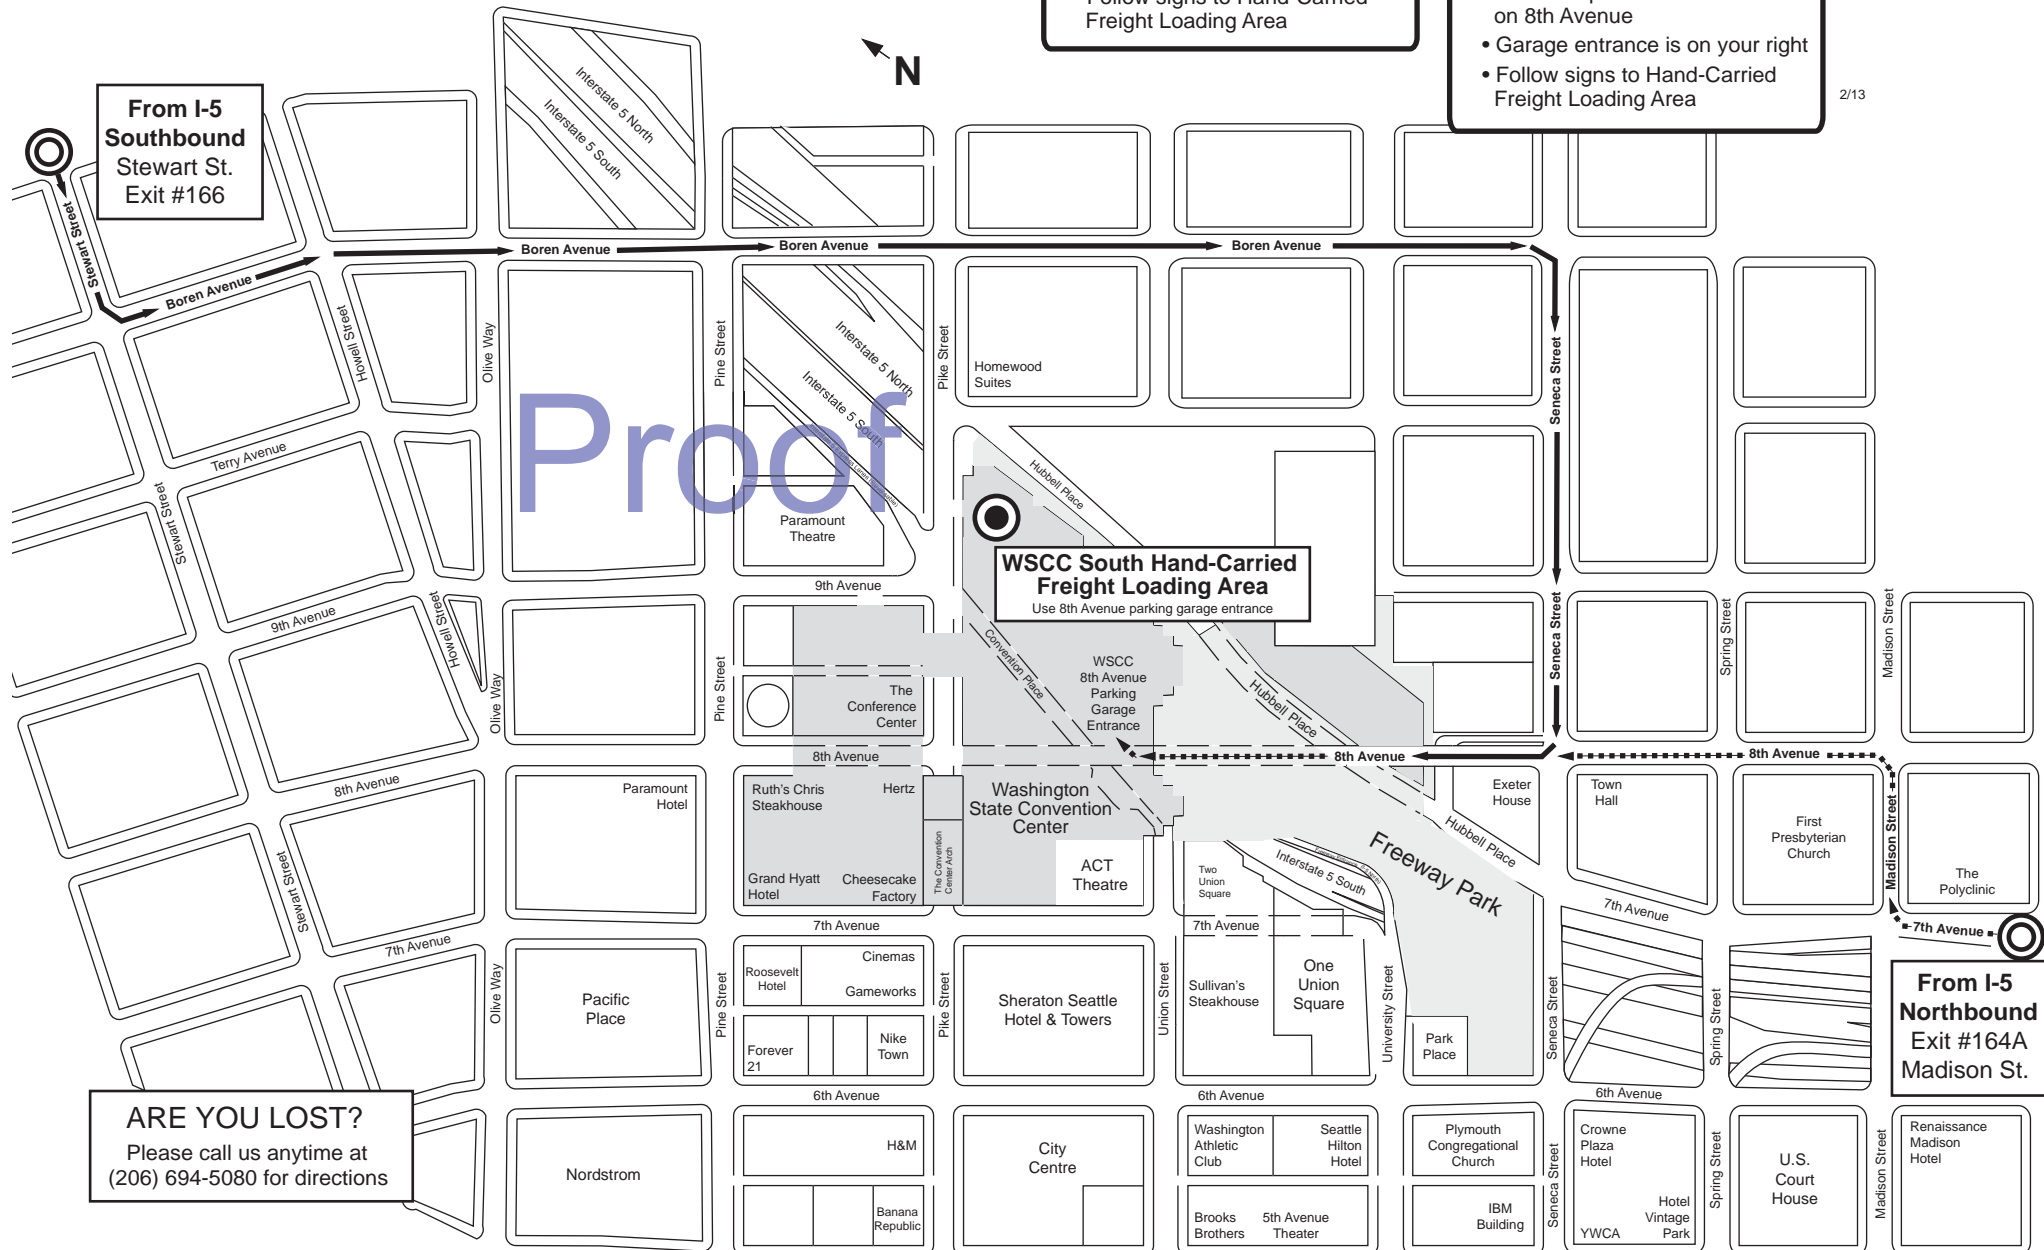 Freight Loading Area
on 8th Avenue
• Garage entrance is on your right
• Follow signs to Hand-Carried
Freight Loading Area
2/13
N
From I-5
Southbound
Stewart St.
Exit #166
Interstate 5 North
Interstate 5 South
Stewart Street
Boren Avenue
Boren Avenue
Boren Avenue
Boren Avenue
Howell Street
Olive Way
Pine Street
Pike Street
Interstate 5 North
Interstate 5 South
Homewood
Suites
Seneca Street
Proof
Terry Avenue
Stewart Street
Paramount
Theatre
Hubbell Place
WSCC South Hand-Carried
Freight Loading Area
Use 8th Avenue parking garage entrance
9th Avenue
9th Avenue
Howell Street
Olive Way
Pine Street
Convention Place
WSCC
8th Avenue
Parking
Garage
Entrance
Hubbell Place
Seneca Street
Spring Street
Madison Street
The
Conference
Center
8th Avenue
8th Avenue
8th Avenue
8th Avenue
Paramount
Hotel
Ruth's Chris
Steakhouse
Hertz
Washington
State Convention
Center
Exeter
House
Town
Hall
First
Presbyterian
Church
Madison Street
The
Polyclinic
Hubbell Place
Freeway Park
Interstate 5 South
Two
Union
Square
ACT
Theatre
The Convention
Center Arch
Grand Hyatt
Hotel
Cheesecake
Factory
Stewart Street
7th Avenue
7th Avenue
7th Avenue
7th Avenue
7th Avenue
Olive Way
Pacific
Place
Pine Street
Roosevelt
Hotel
Cinemas
Gameworks
Forever
21
Nike
Town
Pike Street
Sheraton Seattle
Hotel & Towers
Union Street
Sullivan's
Steakhouse
One
Union
Square
University Street
Park
Place
Seneca Street
Spring Street
From I-5
Northbound
Exit #164A
Madison St.
6th Avenue
6th Avenue
6th Avenue
ARE YOU LOST?
Please call us anytime at
(206) 694-5080 for directions
Nordstrom
H&M
Banana
Republic
City
Centre
Washington
Athletic
Club
Seattle
Hilton
Hotel
Brooks
Brothers
5th Avenue
Theater
Plymouth
Congregational
Church
IBM
Building
Seneca Street
Crowne
Plaza
Hotel
Hotel
Vintage
Park
YWCA
Spring Street
U.S.
Court
House
Madison Street
Renaissance
Madison
Hotel